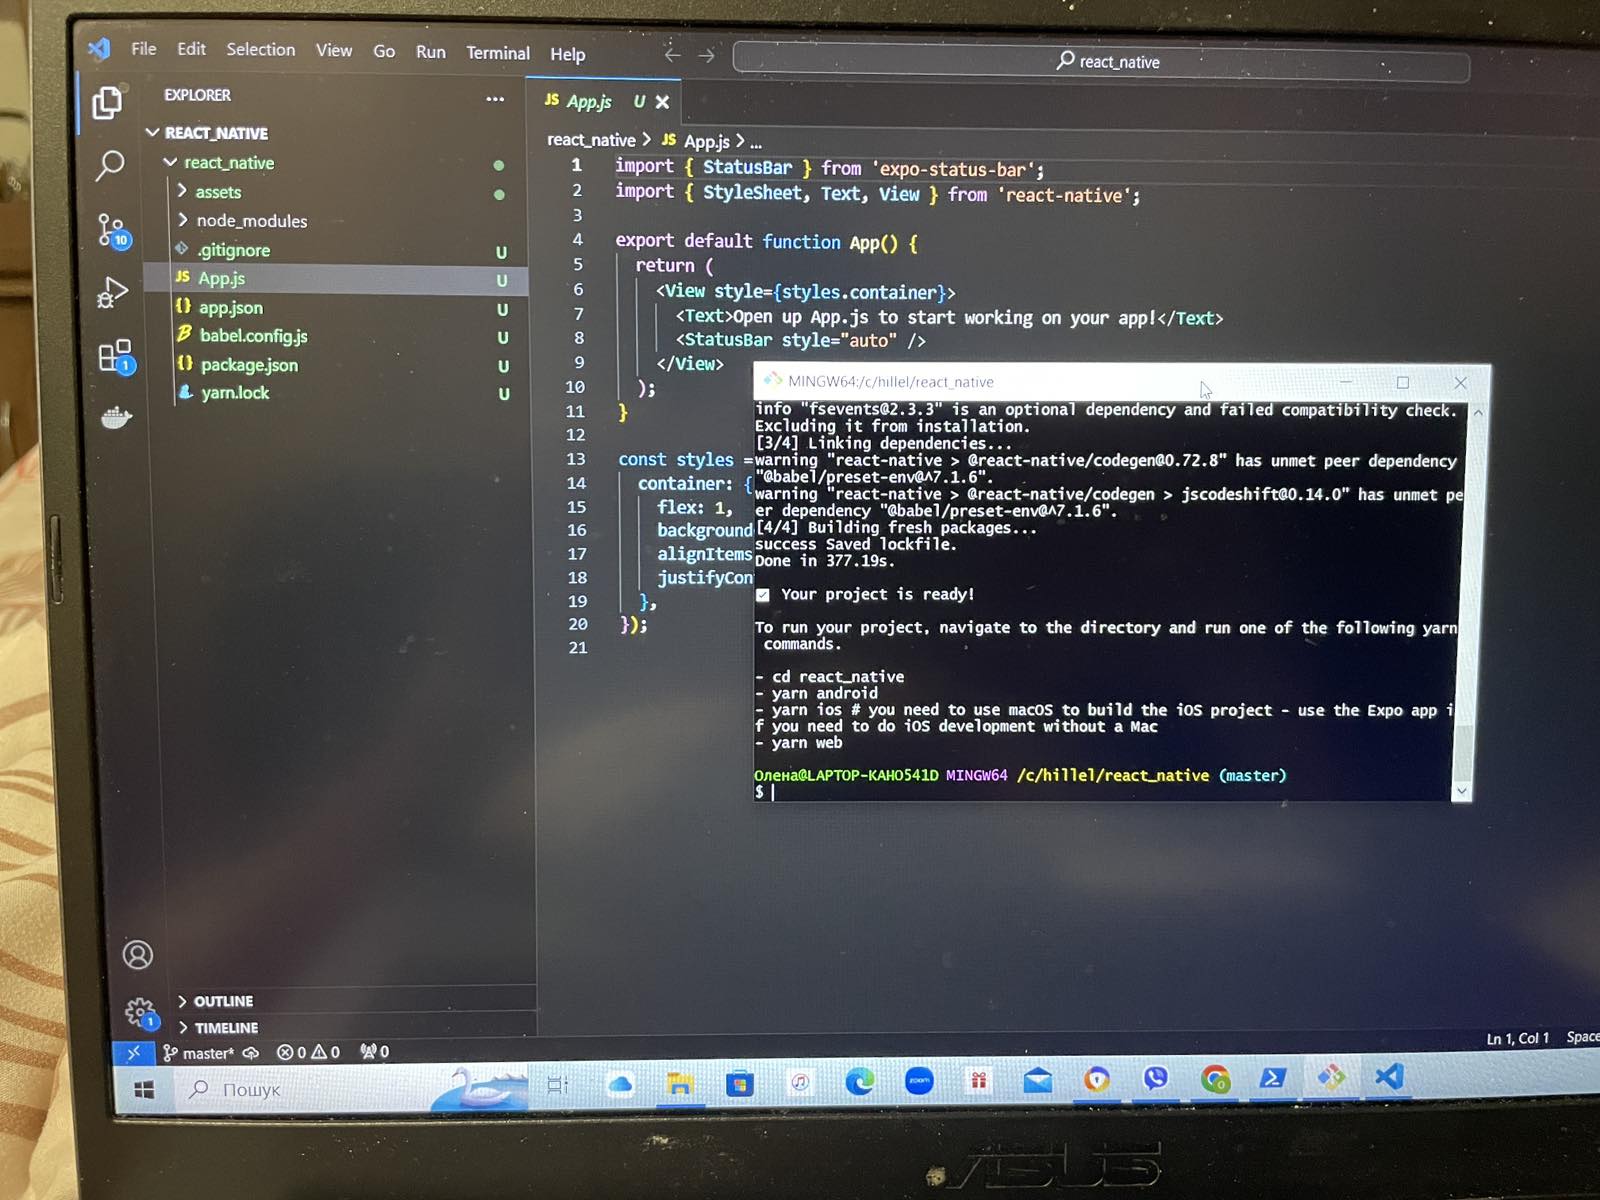 File Edit Selection View Go Run Terminal Help
react_native
EXPLORER
REACT_NATIVE
react_native
assets
node_modules
.gitignore U
JS App.js U
{} app.json U
babel.config.js U
{} package.json U
yarn.lock U
OUTLINE
TIMELINE
10
1
1
JS App.js U
react_native > JS App.js > ...
1 import { StatusBar } from 'expo-status-bar';
2 import { StyleSheet, Text, View } from 'react-native';
3
4 export default function App() {
5 return (
6 <View style={styles.container}>
7 <Text>Open up App.js to start working on your app!</Text>
8 <StatusBar style="auto" />
9 </View>
10 );
11 }
12
13 const styles =
14 container: {
15 flex: 1,
16 background
17 alignItems
18 justifyCon
19 },
20 });
21
MINGW64:/c/hillel/react_native
info "fsevents@2.3.3" is an optional dependency and failed compatibility check.
Excluding it from installation.
[3/4] Linking dependencies...
warning "react-native > @react-native/codegen@0.72.8" has unmet peer dependency
"@babel/preset-env@^7.1.6".
warning "react-native > @react-native/codegen > jscodeshift@0.14.0" has unmet pe
er dependency "@babel/preset-env@^7.1.6".
[4/4] Building fresh packages...
success Saved lockfile.
Done in 377.19s.
Your project is ready!
To run your project, navigate to the directory and run one of the following yarn
commands.
- cd react_native
- yarn android
- yarn ios # you need to use macOS to build the iOS project - use the Expo app i
f you need to do iOS development without a Mac
- yarn web
Олена@LAPTOP-KAHO541D MINGW64 /c/hillel/react_native (master)
$
master* 0 0 0
Ln 1, Col 1 Space
Пошук
zoom
ASUS